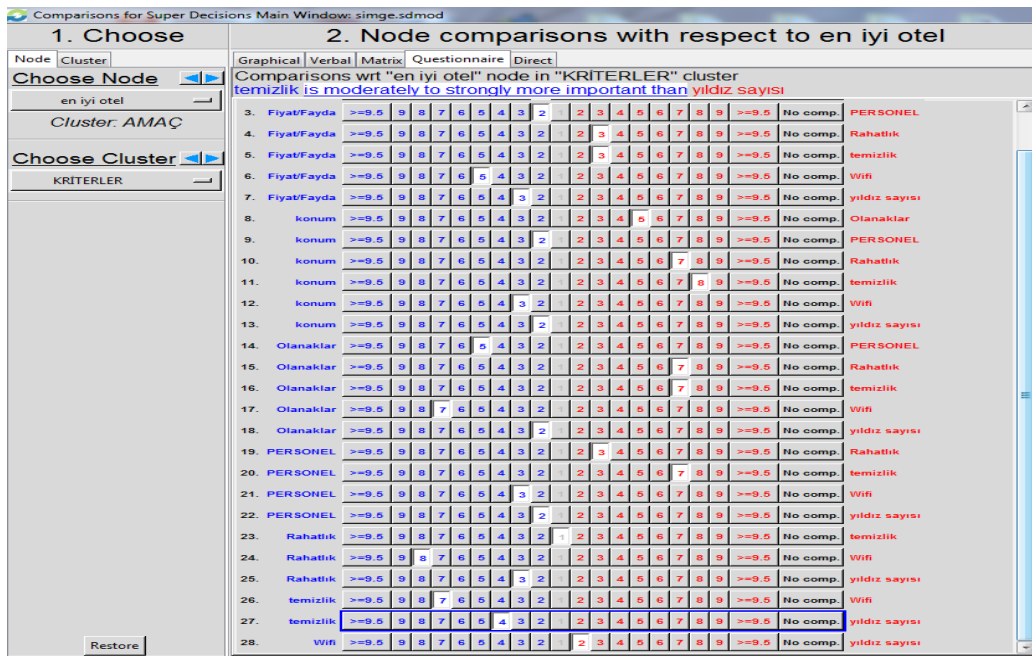 Comparisons for Super Decisions Main Window: simge.sdmod
1. Choose
2. Node comparisons with respect to en iyi otel
Node Cluster
Graphical Verbal Matrix Questionnaire Direct
Choose Node
Comparisons wrt "en iyi otel" node in "KRİTERLER" cluster
temizlik is moderately to strongly more important than yıldız sayısı
en iyi otel
Cluster: AMAÇ
Choose Cluster
KRİTERLER
3. Fiyat/Fayda >=9.5 9 8 7 6 5 4 3 2 1 2 3 4 5 6 7 8 9 >=9.5 No comp. PERSONEL
4. Fiyat/Fayda >=9.5 9 8 7 6 5 4 3 2 1 2 3 4 5 6 7 8 9 >=9.5 No comp. Rahatlık
5. Fiyat/Fayda >=9.5 9 8 7 6 5 4 3 2 1 2 3 4 5 6 7 8 9 >=9.5 No comp. temizlik
6. Fiyat/Fayda >=9.5 9 8 7 6 5 4 3 2 1 2 3 4 5 6 7 8 9 >=9.5 No comp. Wifi
7. Fiyat/Fayda >=9.5 9 8 7 6 5 4 3 2 1 2 3 4 5 6 7 8 9 >=9.5 No comp. yıldız sayısı
8. konum >=9.5 9 8 7 6 5 4 3 2 1 2 3 4 5 6 7 8 9 >=9.5 No comp. Olanaklar
9. konum >=9.5 9 8 7 6 5 4 3 2 1 2 3 4 5 6 7 8 9 >=9.5 No comp. PERSONEL
10. konum >=9.5 9 8 7 6 5 4 3 2 1 2 3 4 5 6 7 8 9 >=9.5 No comp. Rahatlık
11. konum >=9.5 9 8 7 6 5 4 3 2 1 2 3 4 5 6 7 8 9 >=9.5 No comp. temizlik
12. konum >=9.5 9 8 7 6 5 4 3 2 1 2 3 4 5 6 7 8 9 >=9.5 No comp. Wifi
13. konum >=9.5 9 8 7 6 5 4 3 2 1 2 3 4 5 6 7 8 9 >=9.5 No comp. yıldız sayısı
14. Olanaklar >=9.5 9 8 7 6 5 4 3 2 1 2 3 4 5 6 7 8 9 >=9.5 No comp. PERSONEL
15. Olanaklar >=9.5 9 8 7 6 5 4 3 2 1 2 3 4 5 6 7 8 9 >=9.5 No comp. Rahatlık
16. Olanaklar >=9.5 9 8 7 6 5 4 3 2 1 2 3 4 5 6 7 8 9 >=9.5 No comp. temizlik
17. Olanaklar >=9.5 9 8 7 6 5 4 3 2 1 2 3 4 5 6 7 8 9 >=9.5 No comp. Wifi
18. Olanaklar >=9.5 9 8 7 6 5 4 3 2 1 2 3 4 5 6 7 8 9 >=9.5 No comp. yıldız sayısı
19. PERSONEL >=9.5 9 8 7 6 5 4 3 2 1 2 3 4 5 6 7 8 9 >=9.5 No comp. Rahatlık
20. PERSONEL >=9.5 9 8 7 6 5 4 3 2 1 2 3 4 5 6 7 8 9 >=9.5 No comp. temizlik
21. PERSONEL >=9.5 9 8 7 6 5 4 3 2 1 2 3 4 5 6 7 8 9 >=9.5 No comp. Wifi
22. PERSONEL >=9.5 9 8 7 6 5 4 3 2 1 2 3 4 5 6 7 8 9 >=9.5 No comp. yıldız sayısı
23. Rahatlık >=9.5 9 8 7 6 5 4 3 2 1 2 3 4 5 6 7 8 9 >=9.5 No comp. temizlik
24. Rahatlık >=9.5 9 8 7 6 5 4 3 2 1 2 3 4 5 6 7 8 9 >=9.5 No comp. Wifi
25. Rahatlık >=9.5 9 8 7 6 5 4 3 2 1 2 3 4 5 6 7 8 9 >=9.5 No comp. yıldız sayısı
26. temizlik >=9.5 9 8 7 6 5 4 3 2 1 2 3 4 5 6 7 8 9 >=9.5 No comp. Wifi
27. temizlik >=9.5 9 8 7 6 5 4 3 2 1 2 3 4 5 6 7 8 9 >=9.5 No comp. yıldız sayısı
28. Wifi >=9.5 9 8 7 6 5 4 3 2 1 2 3 4 5 6 7 8 9 >=9.5 No comp. yıldız sayısı
Restore